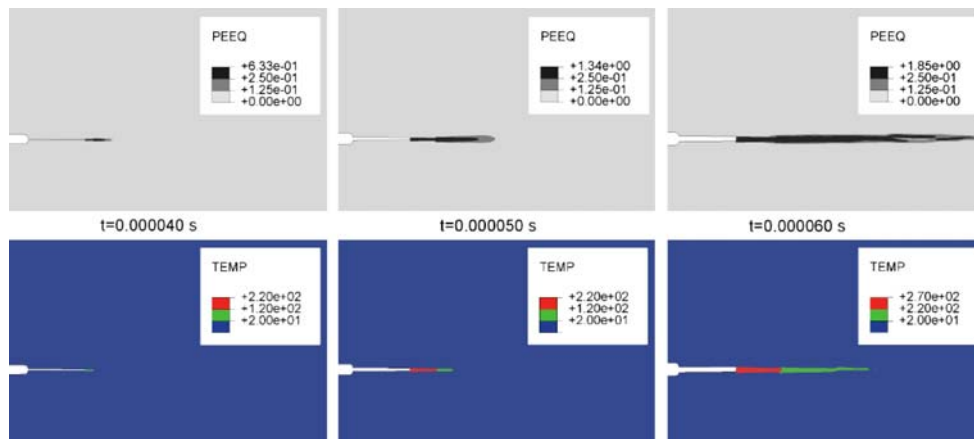 PEEQ
+6.33e-01
+2.50e-01
+1.25e-01
+0.00e+00
PEEQ
+1.34e+00
+2.50e-01
+1.25e-01
+0.00e+00
PEEQ
+1.85e+00
+2.50e-01
+1.25e-01
+0.00e+00
t=0.000040 s
t=0.000050 s
t=0.000060 s
TEMP
+2.20e+02
+1.20e+02
+2.00e+01
TEMP
+2.20e+02
+1.20e+02
+2.00e+01
TEMP
+2.70e+02
+2.20e+02
+2.00e+01